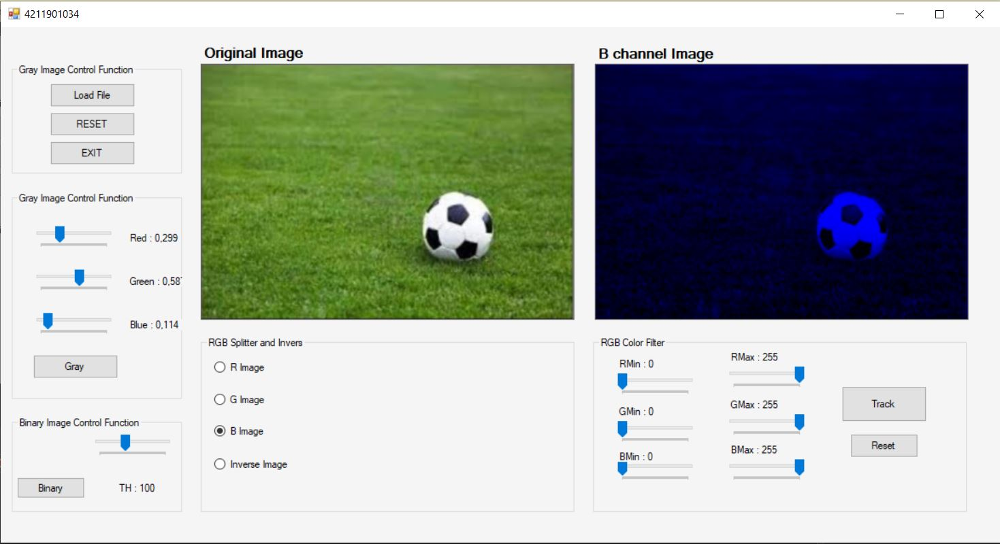 4211901034
Original Image
B channel Image
Gray Image Control Function
Load File
RESET
EXIT
Gray Image Control Function
Red : 0,299
Green : 0,587
Blue : 0,114
Gray
Binary Image Control Function
Binary
TH : 100
RGB Splitter and Invers
R Image
G Image
B Image
Inverse Image
RGB Color Filter
RMin : 0
RMax : 255
GMin : 0
GMax : 255
BMin : 0
BMax : 255
Track
Reset